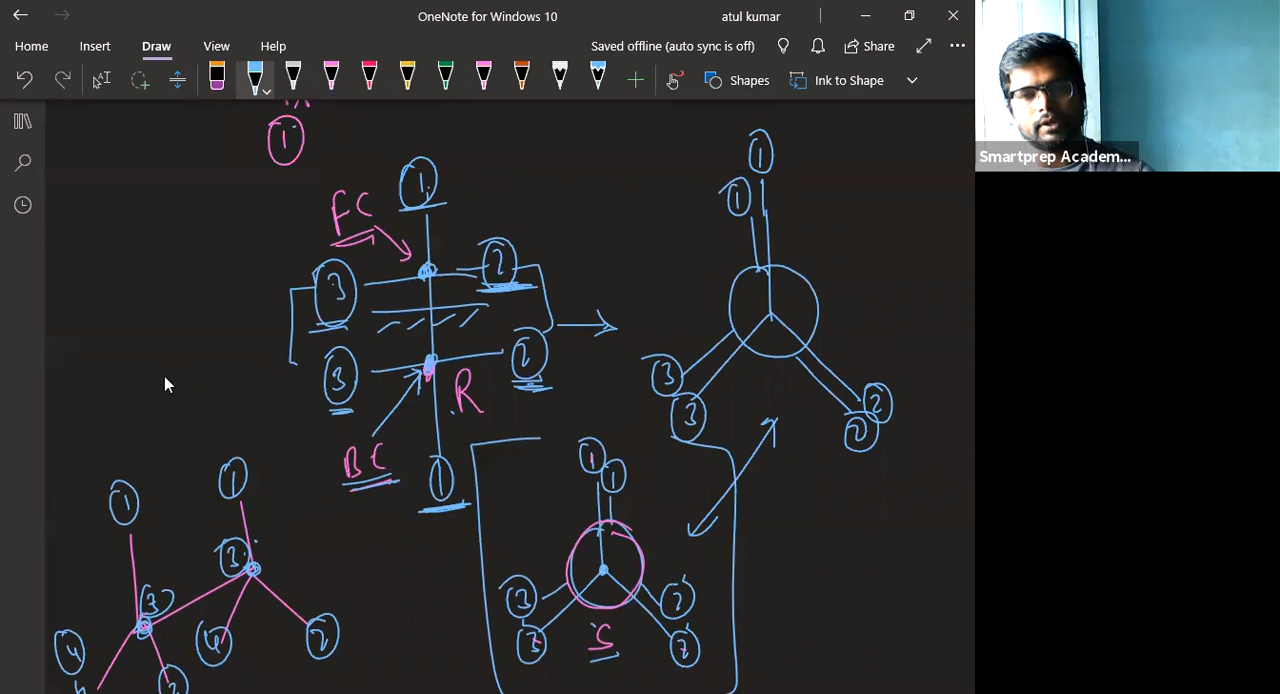 OneNote for Windows 10
atul kumar
Home Insert Draw View Help
Saved offline (auto sync is off)
Share
Shapes
Ink to Shape
Smartprep Academ...
1
1
1
1
FC
3
2
3
2
R
BC
1
3
3
2
2
1
1
3
3
2
2
S
1
1
3
3
4
4
2
2